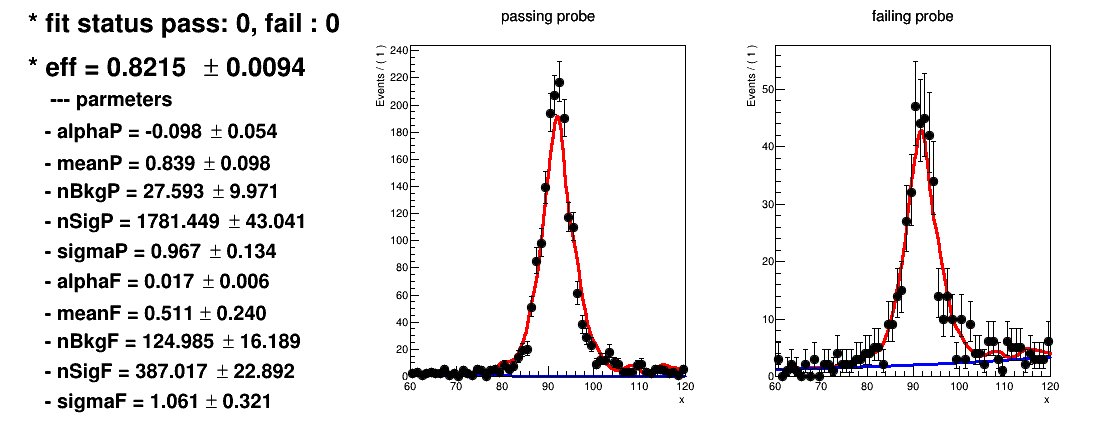 * fit status pass: 0, fail : 0
* eff = 0.8215 ± 0.0094
--- parmeters
- alphaP = -0.098 ± 0.054
- meanP = 0.839 ± 0.098
- nBkgP = 27.593 ± 9.971
- nSigP = 1781.449 ± 43.041
- sigmaP = 0.967 ± 0.134
- alphaF = 0.017 ± 0.006
- meanF = 0.511 ± 0.240
- nBkgF = 124.985 ± 16.189
- nSigF = 387.017 ± 22.892
- sigmaF = 1.061 ± 0.321
passing probe
Events / ( 1 )
240
220
200
180
160
140
120
100
80
60
40
20
0
60 70 80 90 100 110 120
x
failing probe
Events / ( 1 )
50
40
30
20
10
0
60 70 80 90 100 110 120
x